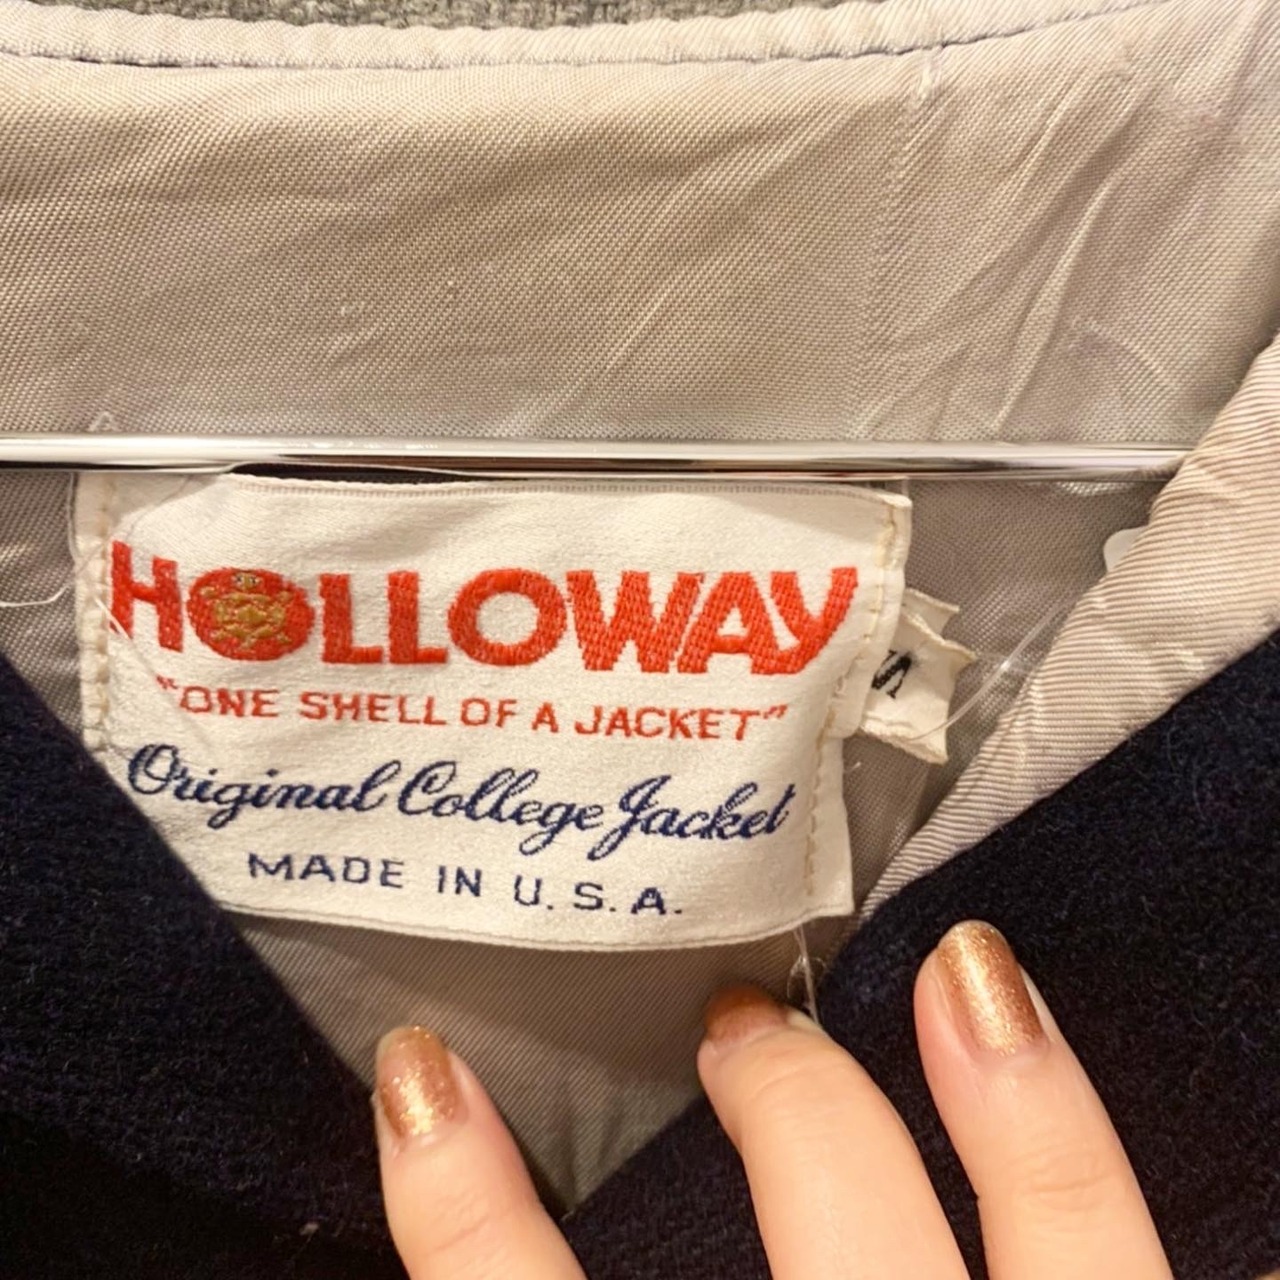 HOLLOWAY
"ONE SHELL OF A JACKET"
Original College Jacket
MADE IN U.S.A.